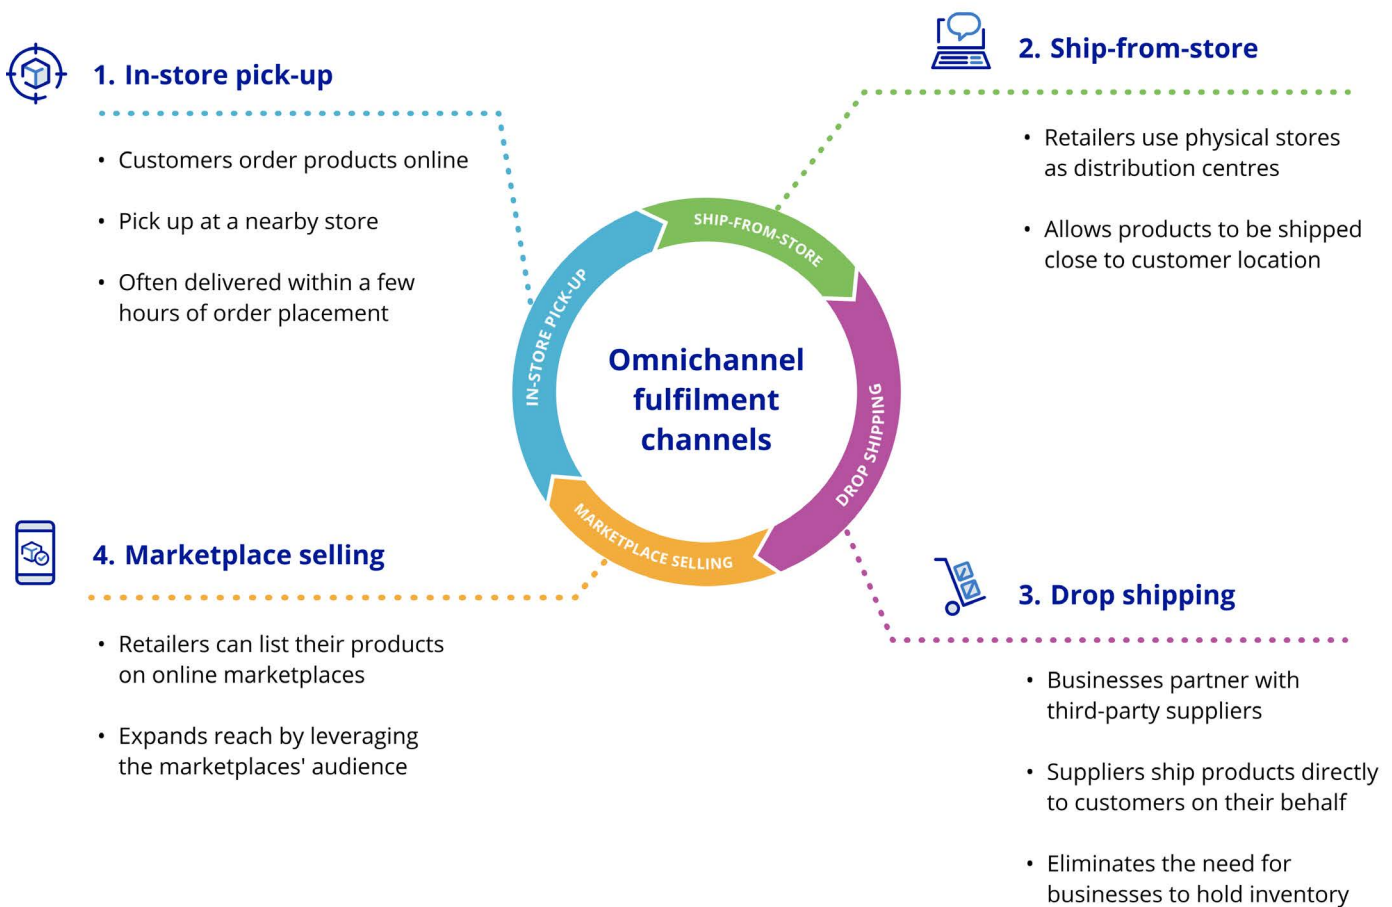 1. In-store pick-up
• Customers order products online
• Pick up at a nearby store
• Often delivered within a few
hours of order placement
2. Ship-from-store
• Retailers use physical stores
as distribution centres
• Allows products to be shipped
close to customer location
IN-STORE PICK-UP
SHIP-FROM-STORE
DROP SHIPPING
MARKETPLACE SELLING
Omnichannel
fulfilment
channels
3. Drop shipping
• Businesses partner with
third-party suppliers
• Suppliers ship products directly
to customers on their behalf
• Eliminates the need for
businesses to hold inventory
4. Marketplace selling
• Retailers can list their products
on online marketplaces
• Expands reach by leveraging
the marketplaces' audience